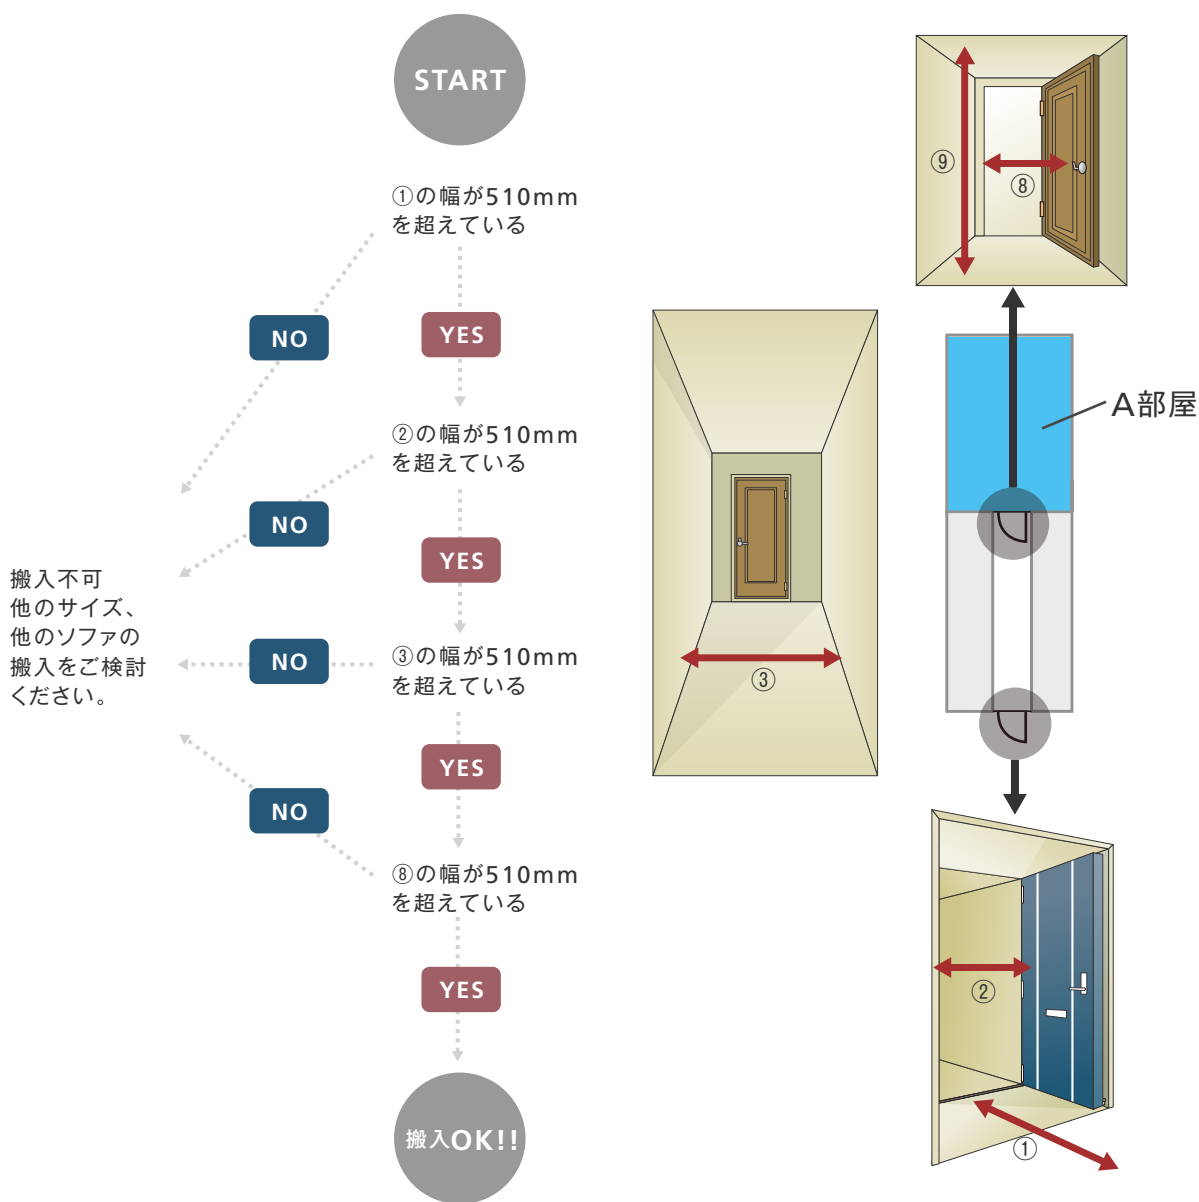 START
①の幅が510mm
を超えている
NO
YES
②の幅が510mm
を超えている
NO
YES
搬入不可
他のサイズ、
他のソファの
搬入をご検討
ください。
③の幅が510mm
を超えている
NO
YES
⑧の幅が510mm
を超えている
NO
YES
搬入OK!!
③
⑨
⑧
A部屋
②
①